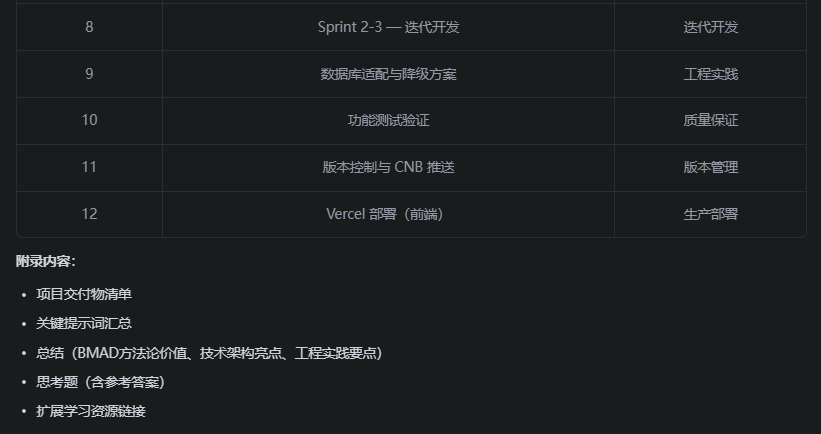 8 Sprint 2-3 — 迭代开发 迭代开发
9 数据库适配与降级方案 工程实践
10 功能测试验证 质量保证
11 版本控制与 CNB 推送 版本管理
12 Vercel 部署（前端） 生产部署
附录内容：
• 项目交付物清单
• 关键提示词汇总
• 总结（BMAD方法论价值、技术架构亮点、工程实践要点）
• 思考题（含参考答案）
• 扩展学习资源链接